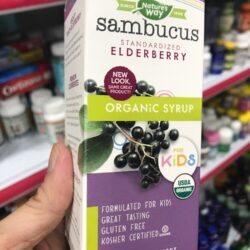 Nature's Way
sambucus
STANDARDIZED
ELDERBERRY
NEW LOOK,
SAME GREAT
PRODUCT!
ORGANIC SYRUP
FOR
KiDS
USDA
ORGANIC
FORMULATED FOR KIDS
GREAT TASTING
GLUTEN FREE
KOSHER CERTIFIED